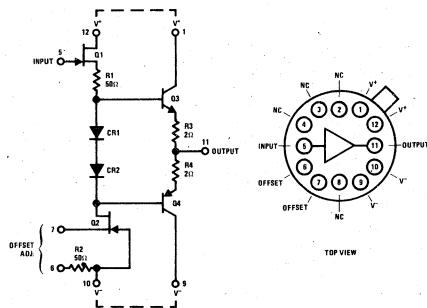 V+
V+
12
1
INPUT
5
Q1
R1
50Ω
Q3
CR1
R3
2Ω
11
OUTPUT
R4
2Ω
CR2
Q4
Q2
OFFSET
ADJ.
7
6
R2
50Ω
10
V-
9
V-
NC
NC
NC
V+
V+
INPUT
OUTPUT
OFFSET
OFFSET
NC
V-
V-
3
2
1
4
12
5
11
6
10
7
8
9
TOP VIEW